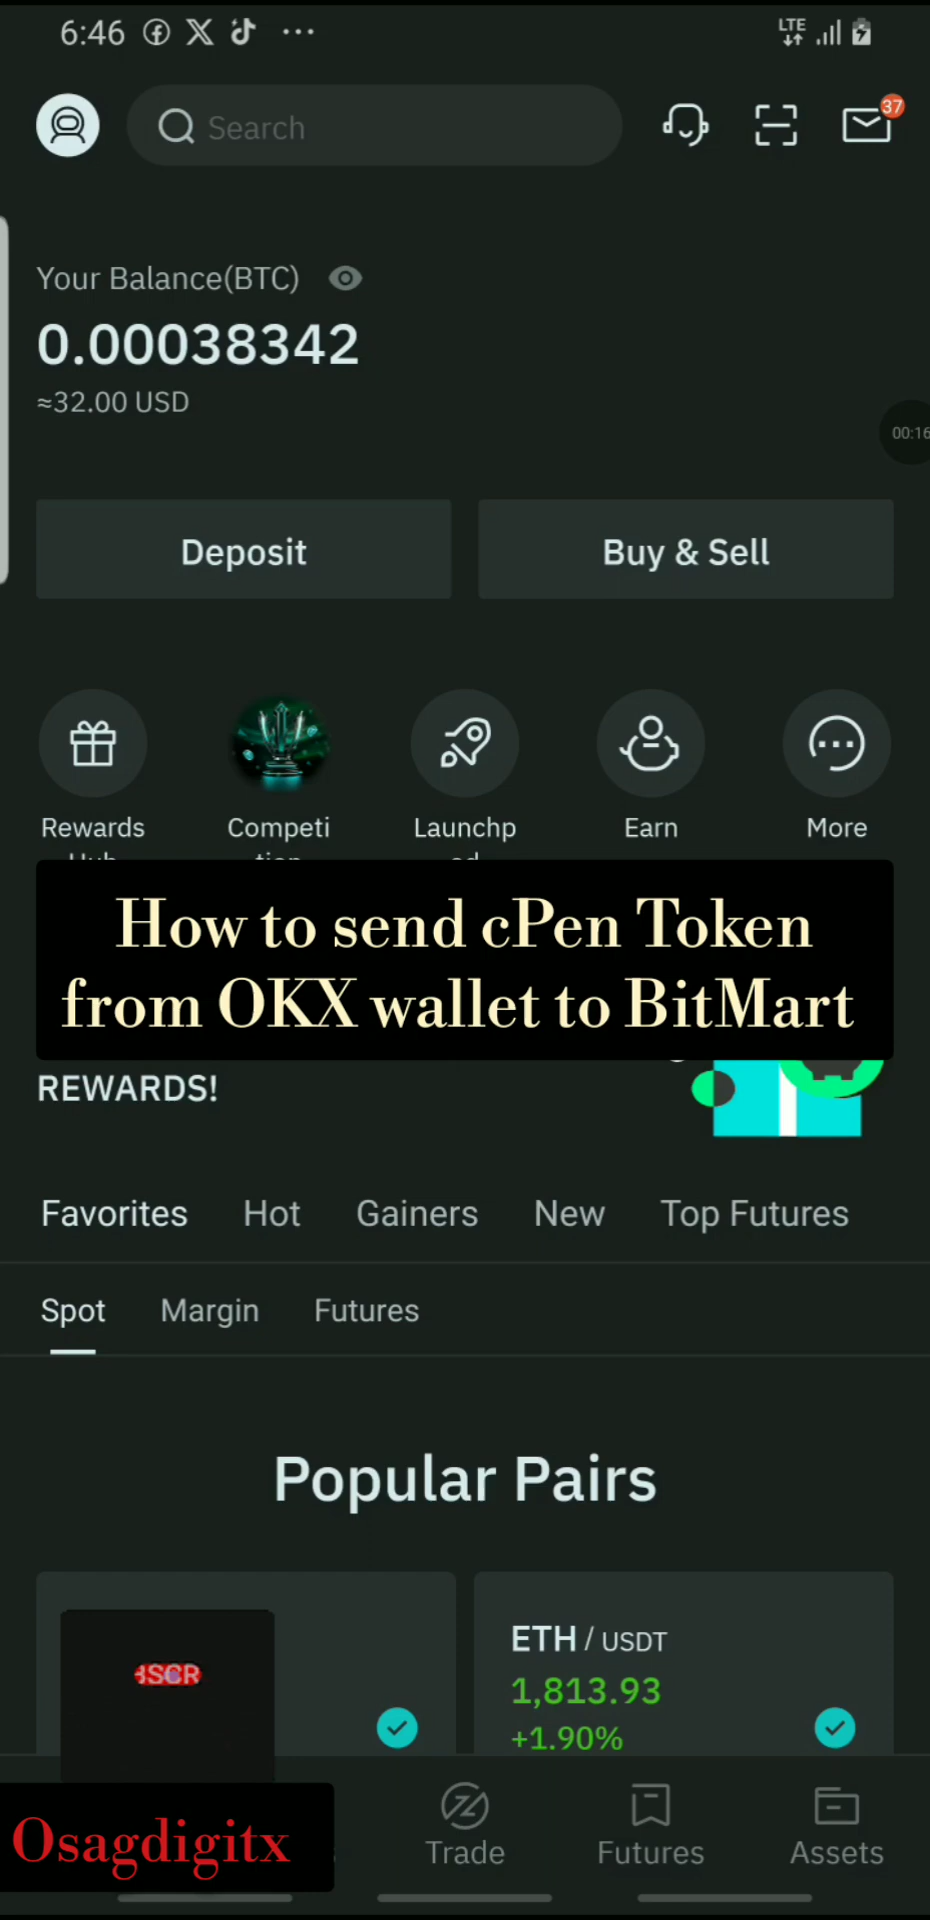 6:46
LTE
Search
37
Your Balance(BTC)
0.00038342
≈32.00 USD
00:16
Deposit
Buy & Sell
Rewards
Competi
Launchp
Earn
More
How to send cPen Token
from OKX wallet to BitMart
REWARDS!
Favorites
Hot
Gainers
New
Top Futures
Spot
Margin
Futures
Popular Pairs
ETH / USDT
1,813.93
+1.90%
Osagdigitx
Trade
Futures
Assets